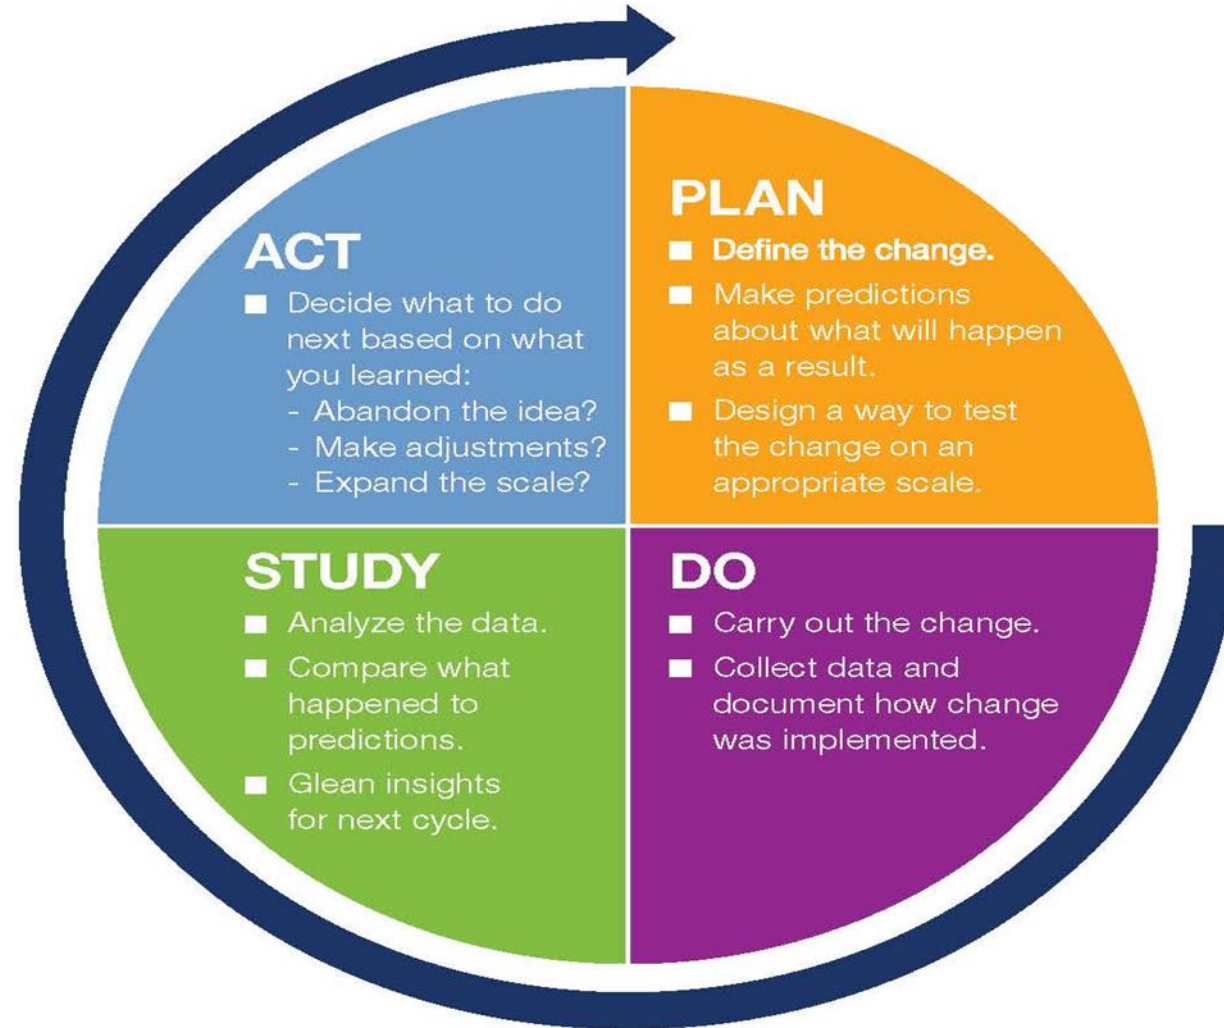 PLAN
■ Define the change.
■ Make predictions
about what will happen
as a result.
■ Design a way to test
the change on an
appropriate scale.
DO
■ Carry out the change.
■ Collect data and
document how change
was implemented.
STUDY
■ Analyze the data.
■ Compare what
happened to
predictions.
■ Glean insights
for next cycle.
ACT
■ Decide what to do
next based on what
you learned:
- Abandon the idea?
- Make adjustments?
- Expand the scale?